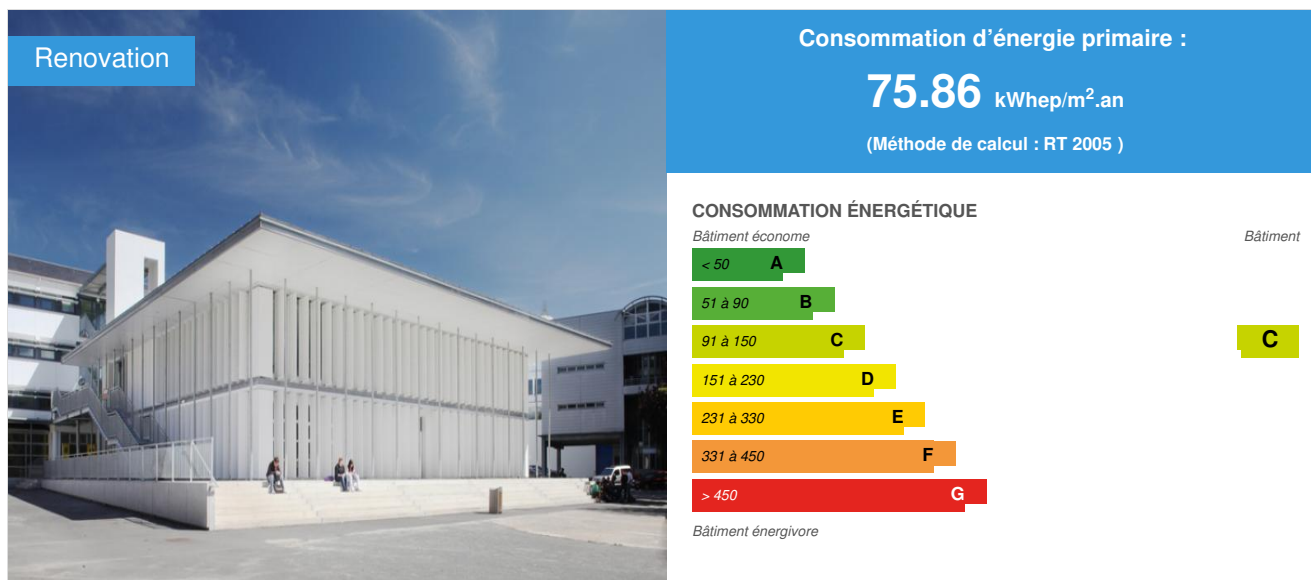 Renovation
Consommation d'énergie primaire :
75.86 kWhep/m².an
(Méthode de calcul : RT 2005 )
CONSOMMATION ÉNERGÉTIQUE
Bâtiment économe Bâtiment
< 50 A
51 à 90 B
91 à 150 C C
151 à 230 D
231 à 330 E
331 à 450 F
> 450 G
Bâtiment énergivore